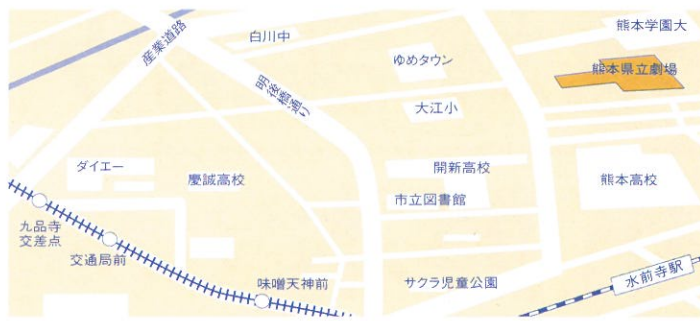 熊本学園大
産業道路
白川中
ゆめタウン
熊本県立劇場
明後橋通り
大江小
ダイエー
慶誠高校
開新高校
熊本高校
市立図書館
九品寺
交差点
交通局前
味噌天神前
サクラ児童公園
水前寺駅